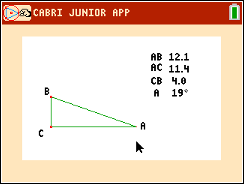 CABRI JUNIOR APP
AB 12.1
AC 11.4
CB 4.0
A 19°
B
C
A